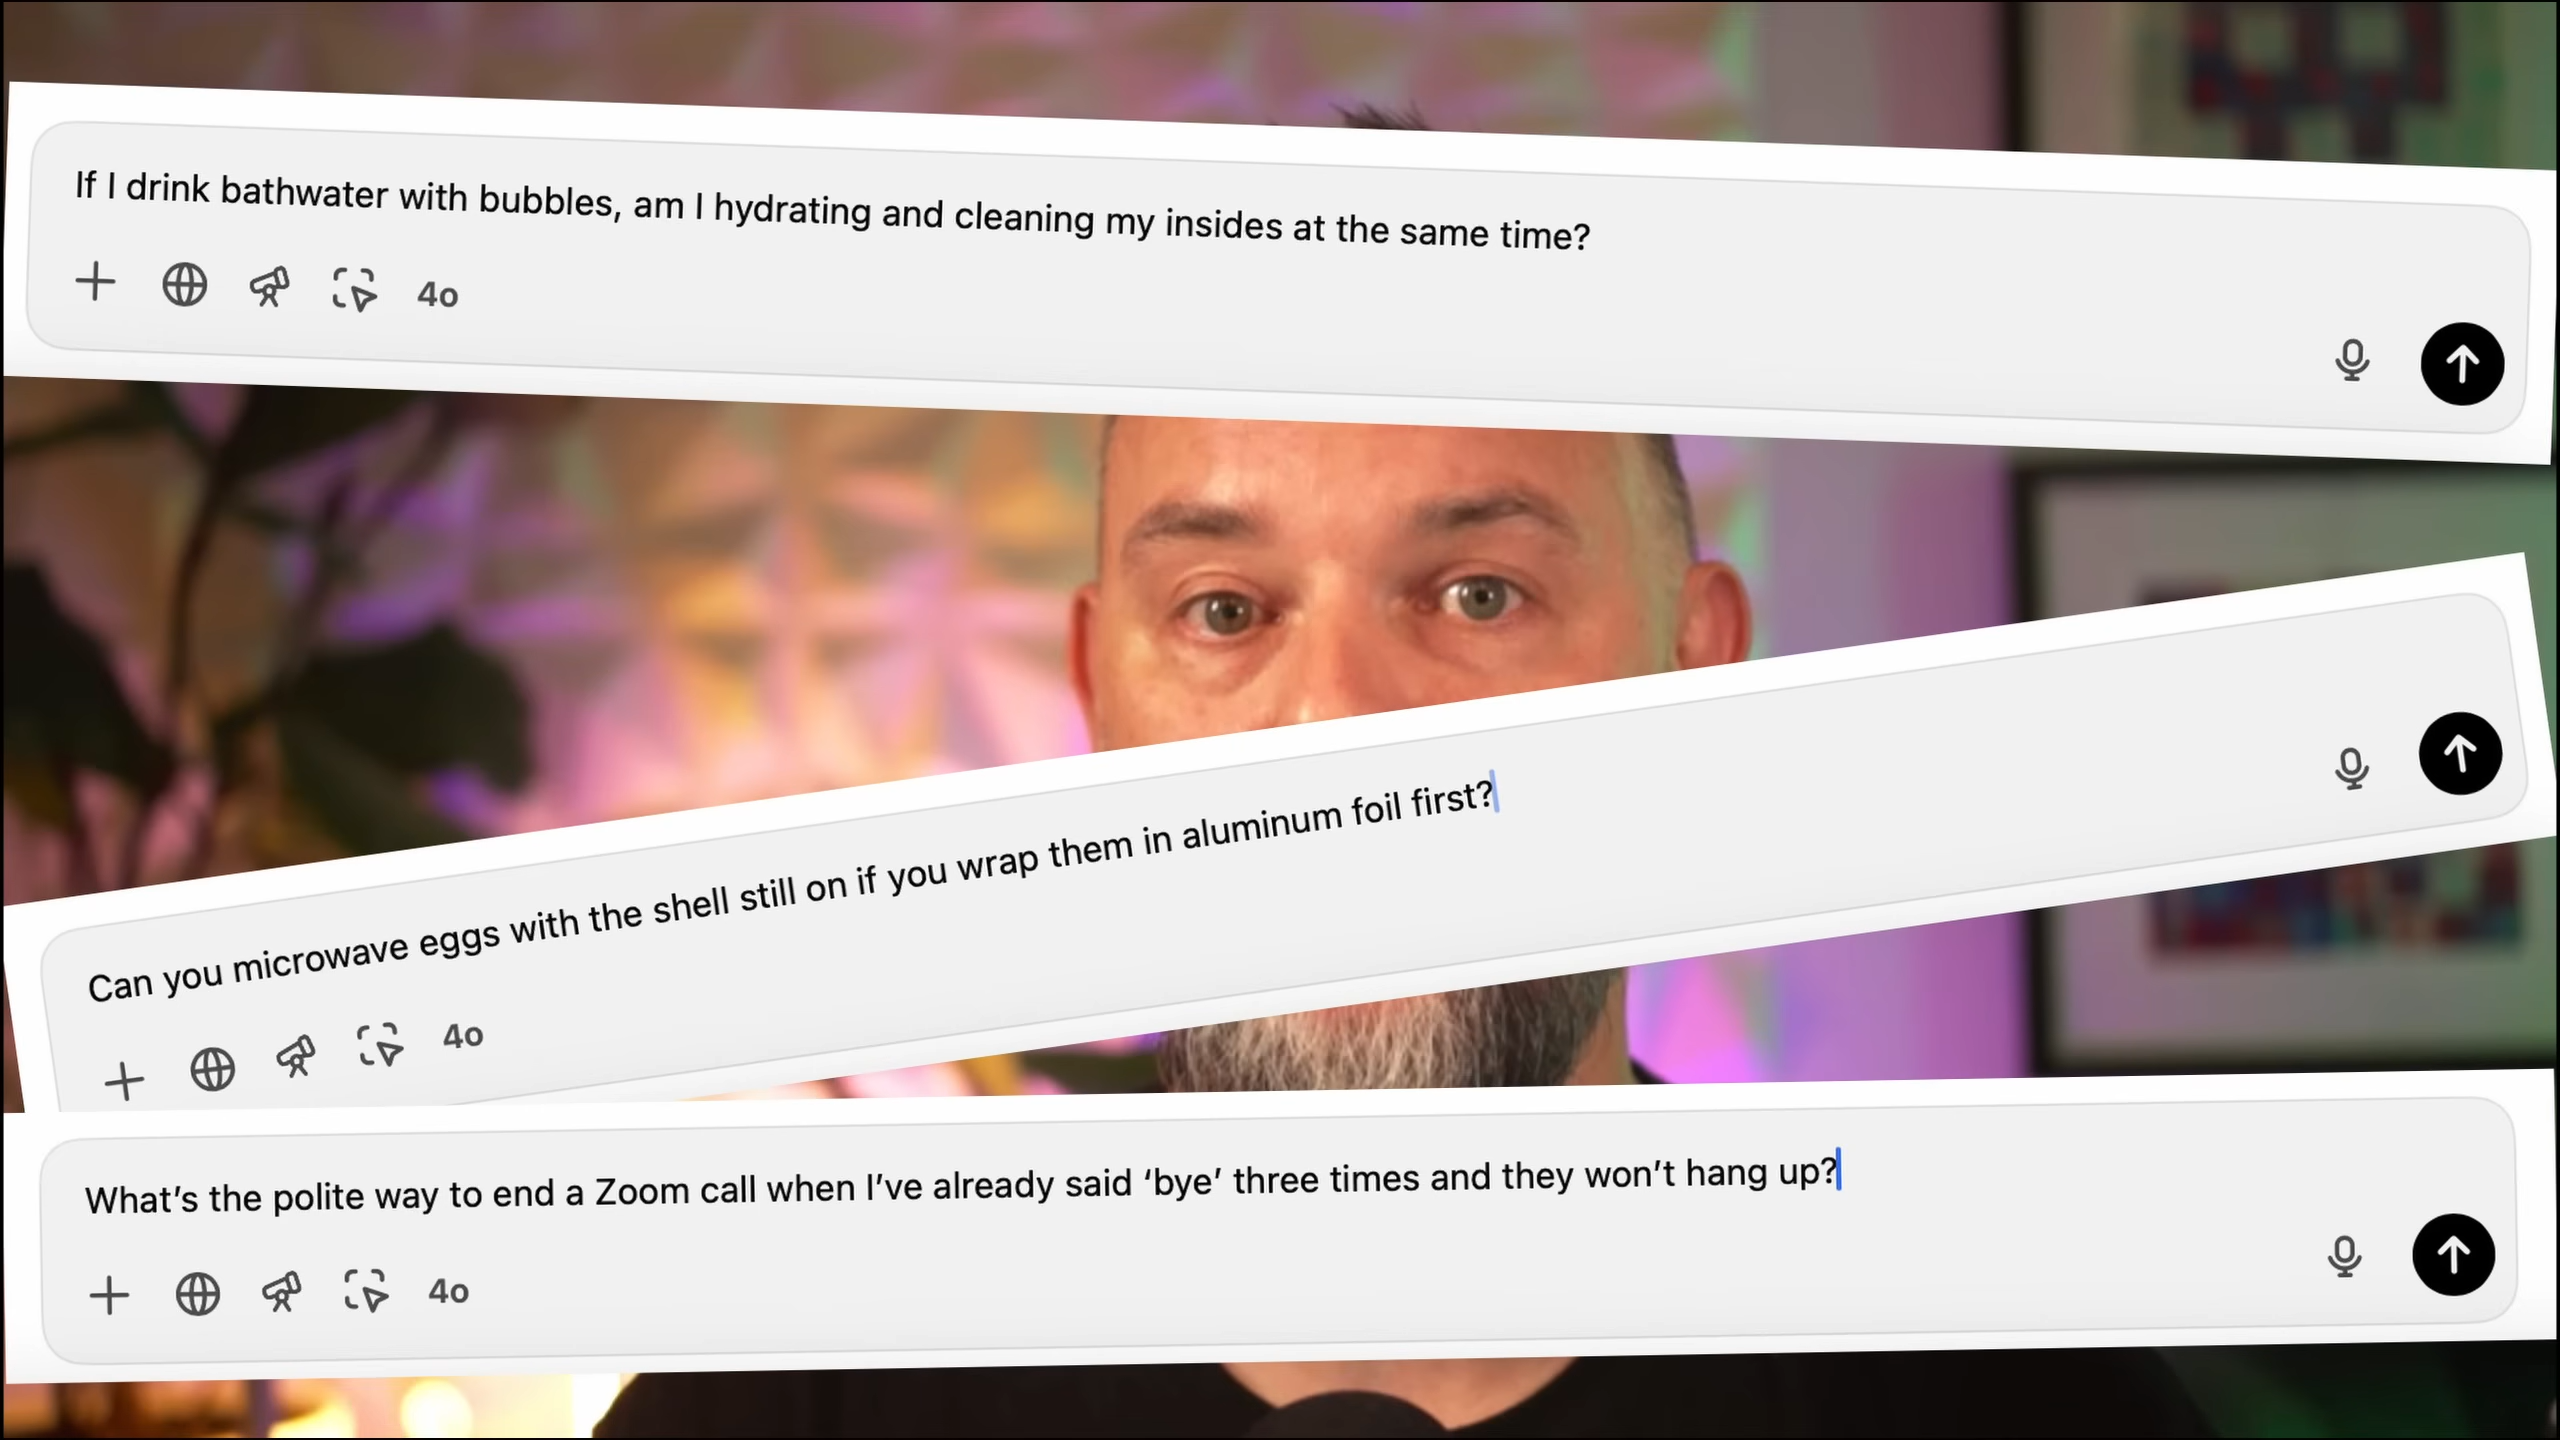 If I drink bathwater with bubbles, am I hydrating and cleaning my insides at the same time?
4o
Can you microwave eggs with the shell still on if you wrap them in aluminum foil first?
4o
What’s the polite way to end a Zoom call when I’ve already said ‘bye’ three times and they won’t hang up?
4o